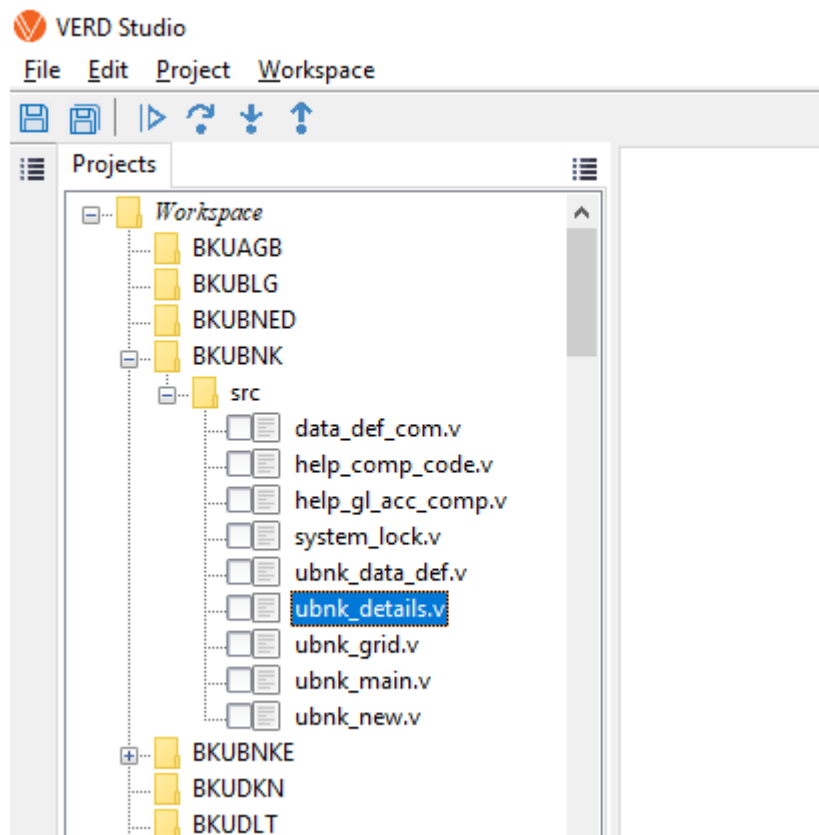 VERD Studio
File Edit Project Workspace
Projects
Workspace
BKUAGB
BKUBLG
BKUBNED
BKUBNK
src
data_def_com.v
help_comp_code.v
help_gl_acc_comp.v
system_lock.v
ubnk_data_def.v
ubnk_details.v
ubnk_grid.v
ubnk_main.v
ubnk_new.v
BKUBNKE
BKUDKN
BKUDLT